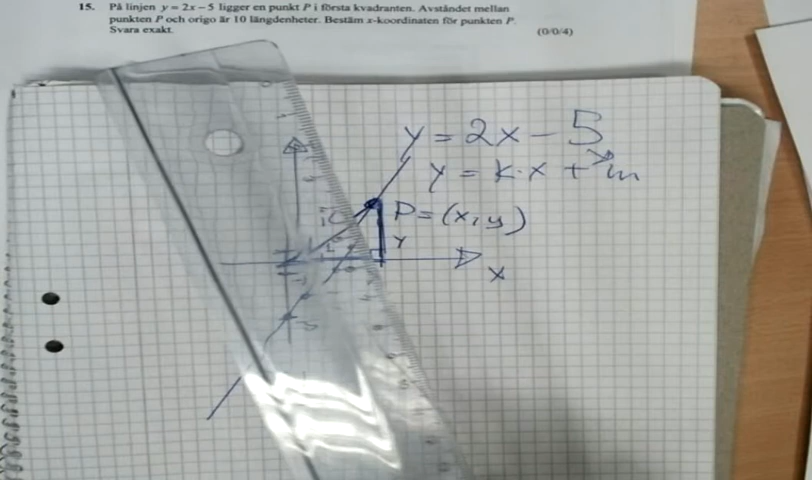 15. På linjen y = 2x − 5 ligger en punkt P i första kvadranten. Avståndet mellan
punkten P och origo är 10 längdenheter. Bestäm x-koordinaten för punkten P.
Svara exakt.
(0/0/4)
y = 2x − 5
y = k·x + m
10
P = (x, y)
y
x